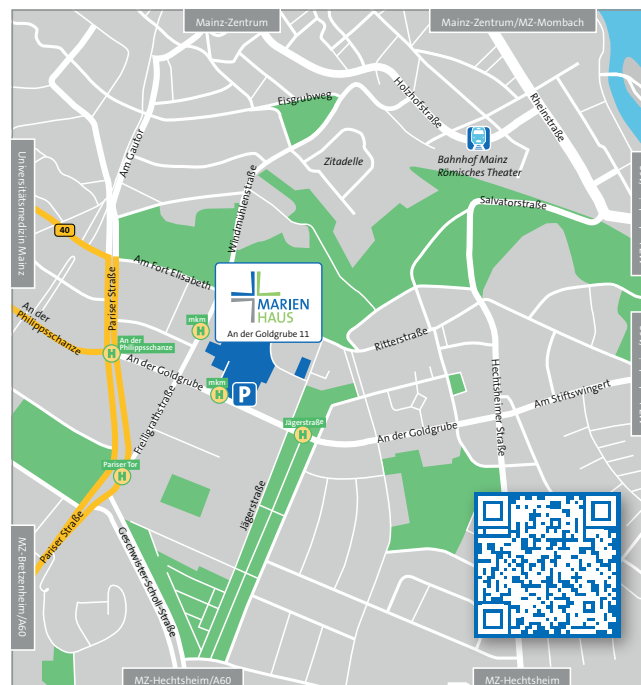 Mainz-Zentrum
Mainz-Zentrum/MZ-Mombach
Eisgrubweg
Holzhofstraße
Rheinstraße
Am Gautor
Zitadelle
Bahnhof Mainz
Römisches Theater
Universitätsmedizin Mainz
Windmühlenstraße
Salvatorstraße
40
Am Fort Elisabeth
Pariser Straße
MARIEN
HAUS
An der Goldgrube 11
An der
Philippsschanze
mkm
H
An der
Philippsschanze
H
Ritterstraße
An der Goldgrube
mkm
H
P
Hechtsheimer Straße
Am Stiftswingert
Freiligrathstraße
Jägerstraße
H
An der Goldgrube
Pariser Tor
H
Jägerstraße
Pariser Straße
Geschwister-Scholl-Straße
MZ-Bretzenheim/A60
MZ-Hechtsheim/A60
MZ-Hechtsheim